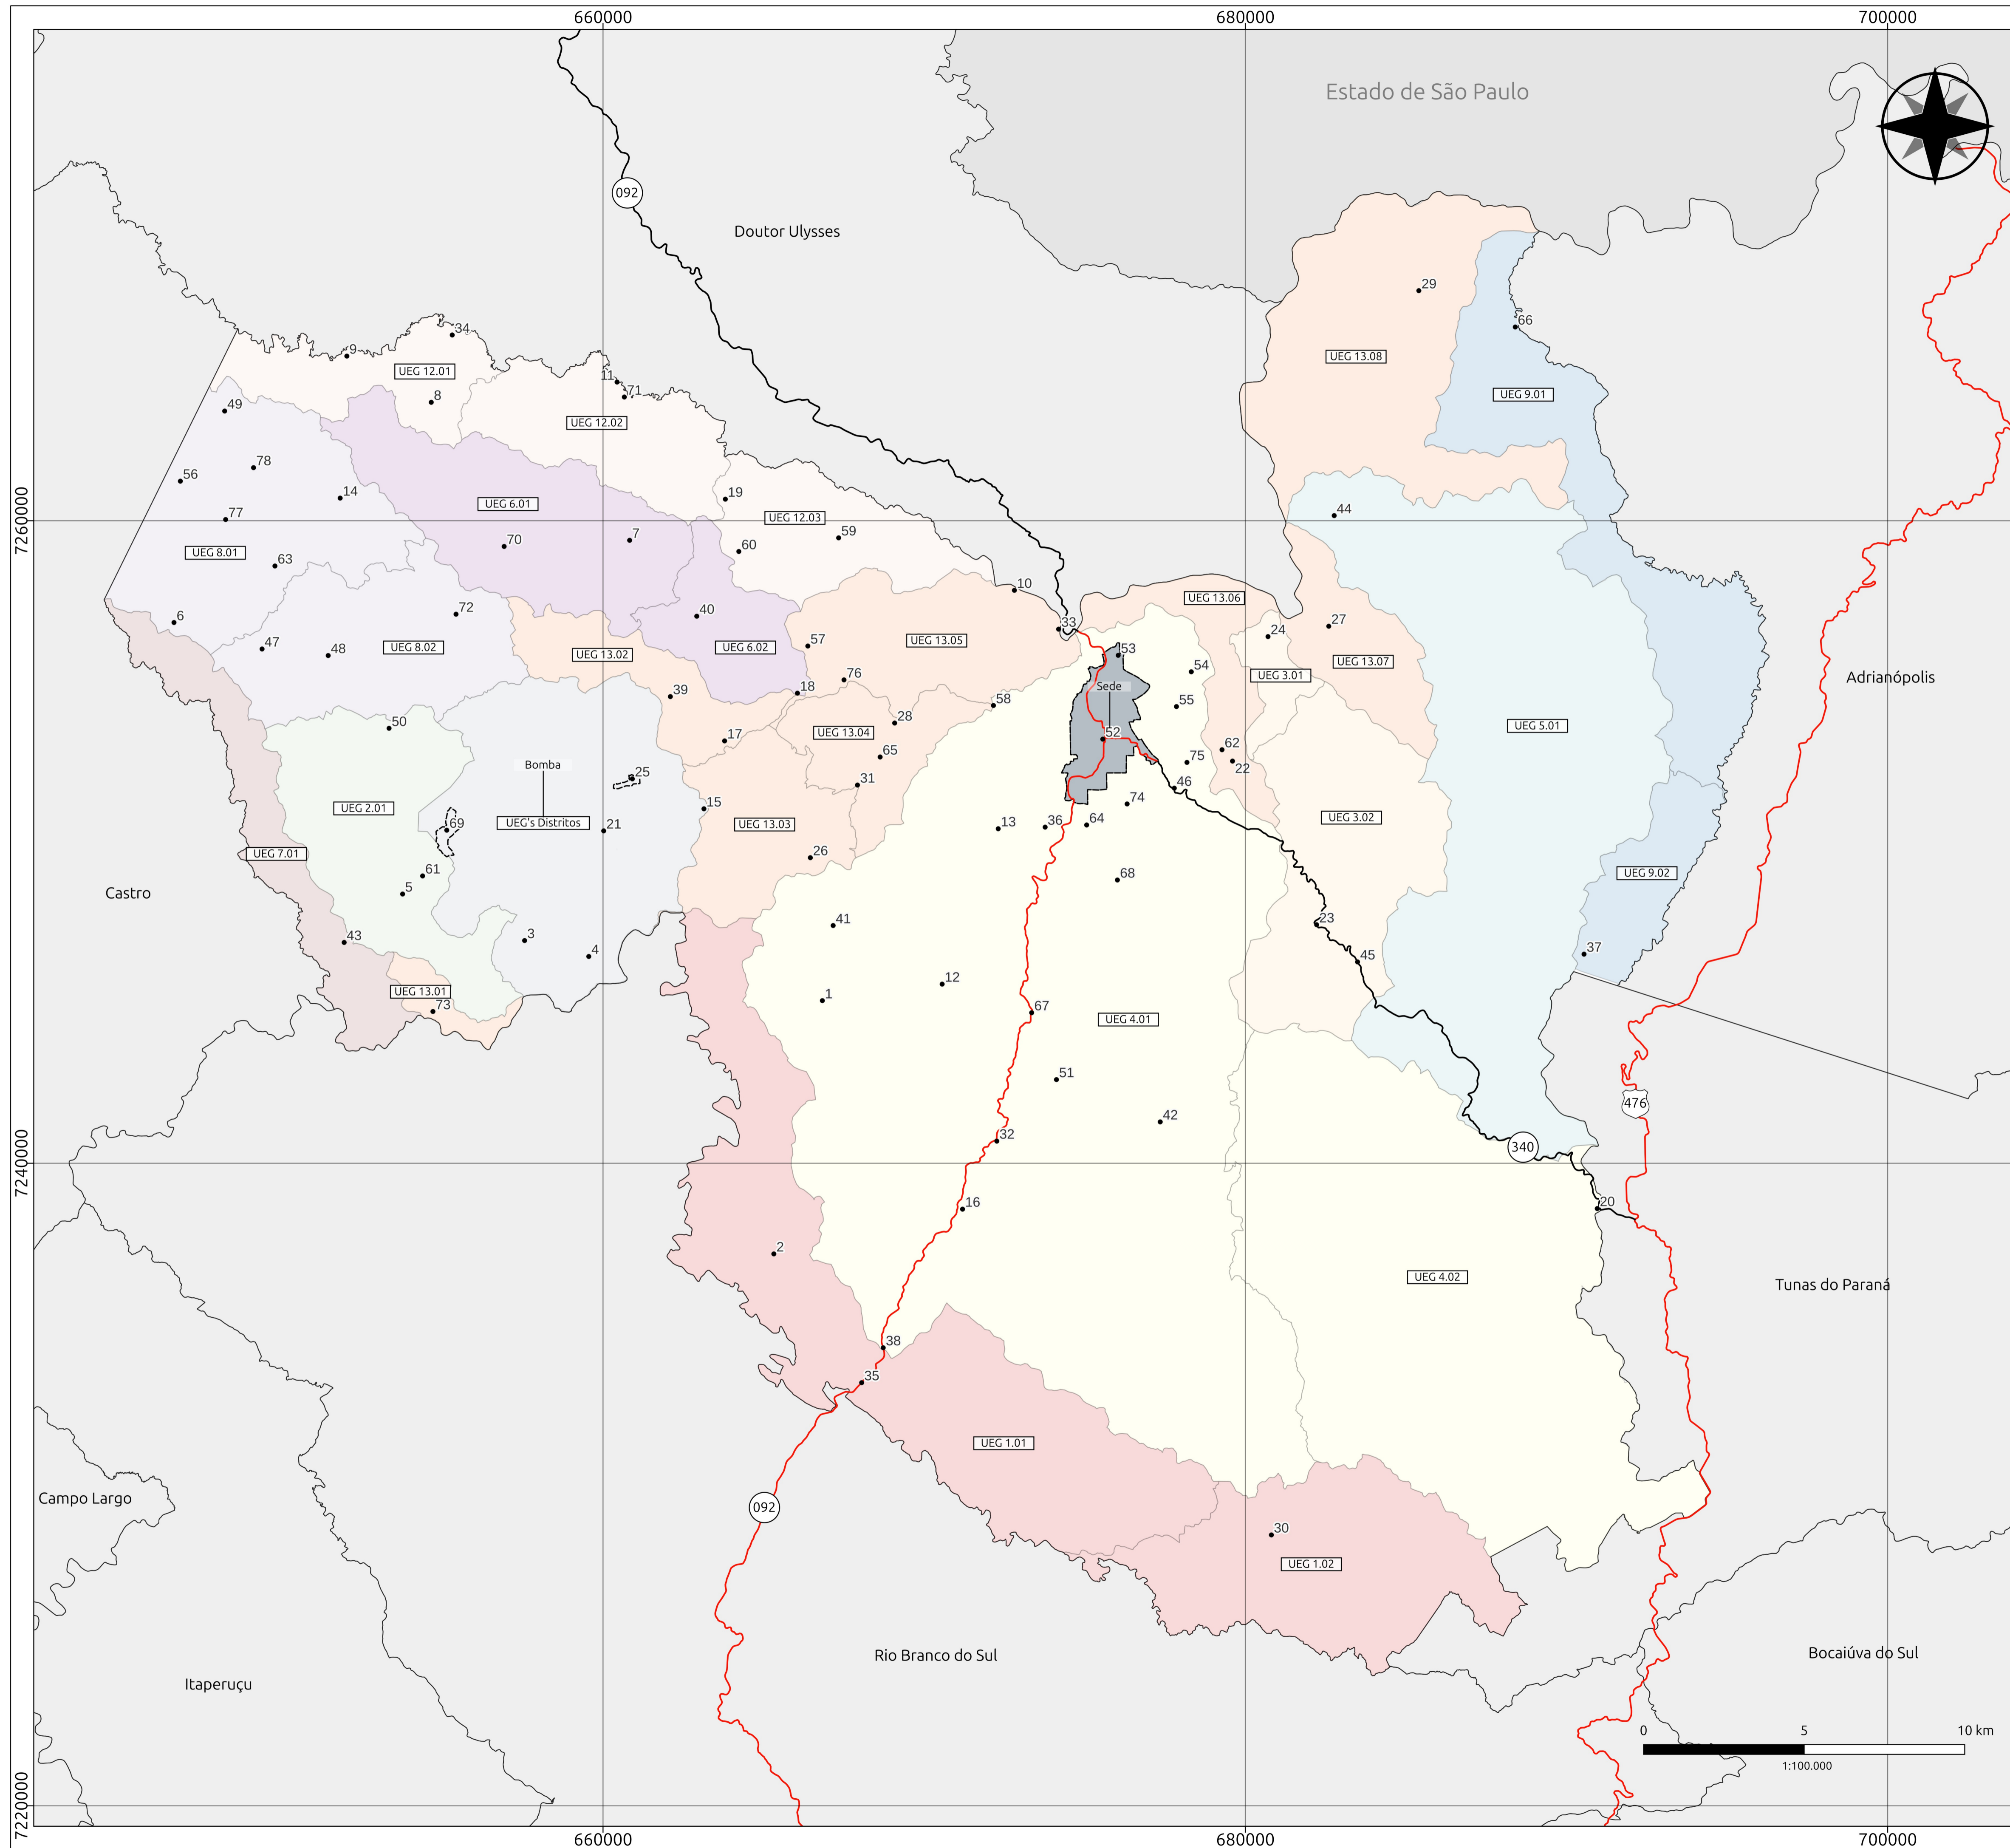 660000
680000
700000
Estado de São Paulo
092
Doutor Ulysses
29
66
34
9
UEG 13.08
UEG 12.01
11
71
8
UEG 9.01
49
UEG 12.02
78
56
14
19
UEG 6.01
44
7260000
77
UEG 12.03
7
59
70
60
UEG 8.01
63
10
UEG 13.06
40
72
6
33
27
24
57
UEG 13.05
47
48
UEG 8.02
UEG 13.02
UEG 6.02
53
UEG 13.07
54
UEG 3.01
76
Adrianópolis
18
39
Sede
58
55
50
28
UEG 5.01
17
UEG 13.04
52
62
65
75
22
Bomba
25
31
46
74
15
UEG 2.01
69
UEG's Distritos
21
UEG 13.03
13
36
64
UEG 3.02
UEG 7.01
26
61
68
UEG 9.02
5
Castro
41
23
43
3
4
45
37
12
UEG 13.01
1
73
67
UEG 4.01
51
476
42
32
340
7240000
16
20
2
UEG 4.02
Tunas do Paraná
38
35
UEG 1.01
Campo Largo
092
30
UEG 1.02
Rio Branco do Sul
Bocaiúva do Sul
Itaperuçu
0
5
10 km
1:100.000
7220000
660000
680000
700000